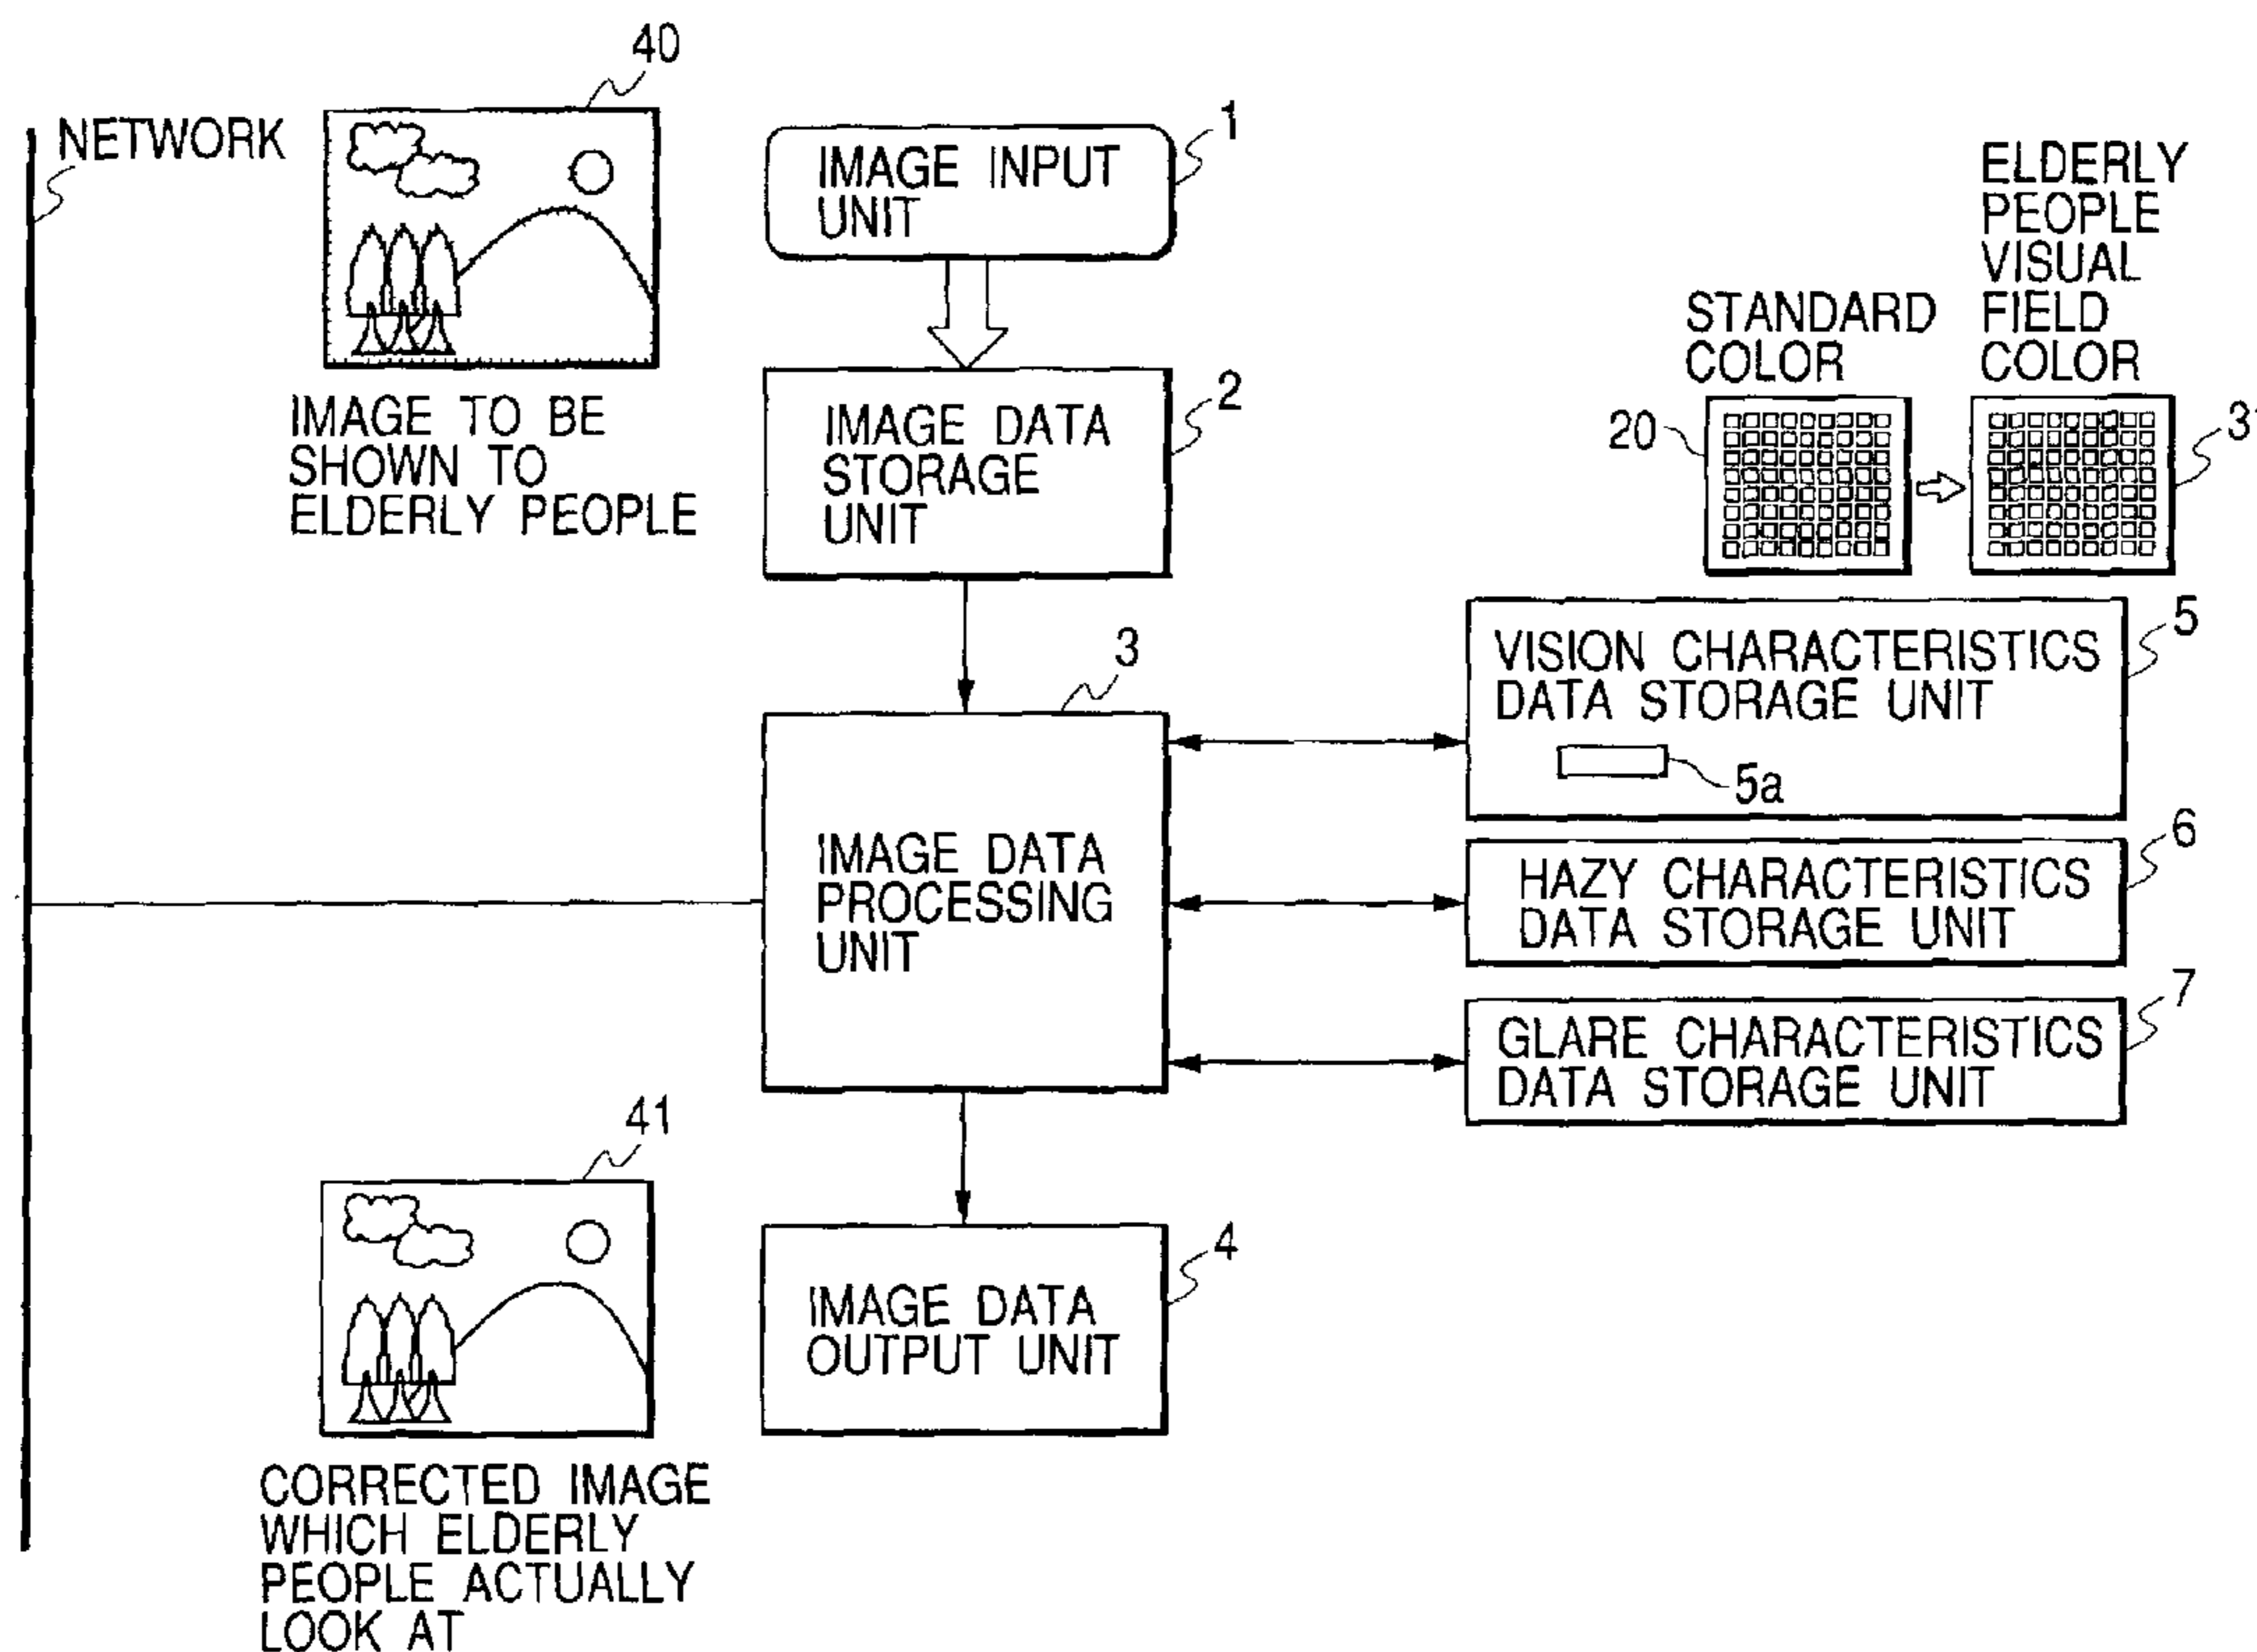 NETWORK
40
IMAGE TO BE
SHOWN TO
ELDERLY PEOPLE
IMAGE INPUT
UNIT
1
IMAGE DATA
STORAGE
UNIT
2
STANDARD
COLOR
20
ELDERLY
PEOPLE
VISUAL
FIELD
COLOR
IMAGE DATA
PROCESSING
UNIT
3
VISION CHARACTERISTICS
DATA STORAGE UNIT
5
5a
HAZY CHARACTERISTICS
DATA STORAGE UNIT
6
GLARE CHARACTERISTICS
DATA STORAGE UNIT
7
41
CORRECTED IMAGE
WHICH ELDERLY
PEOPLE ACTUALLY
LOOK AT
IMAGE DATA
OUTPUT UNIT
4